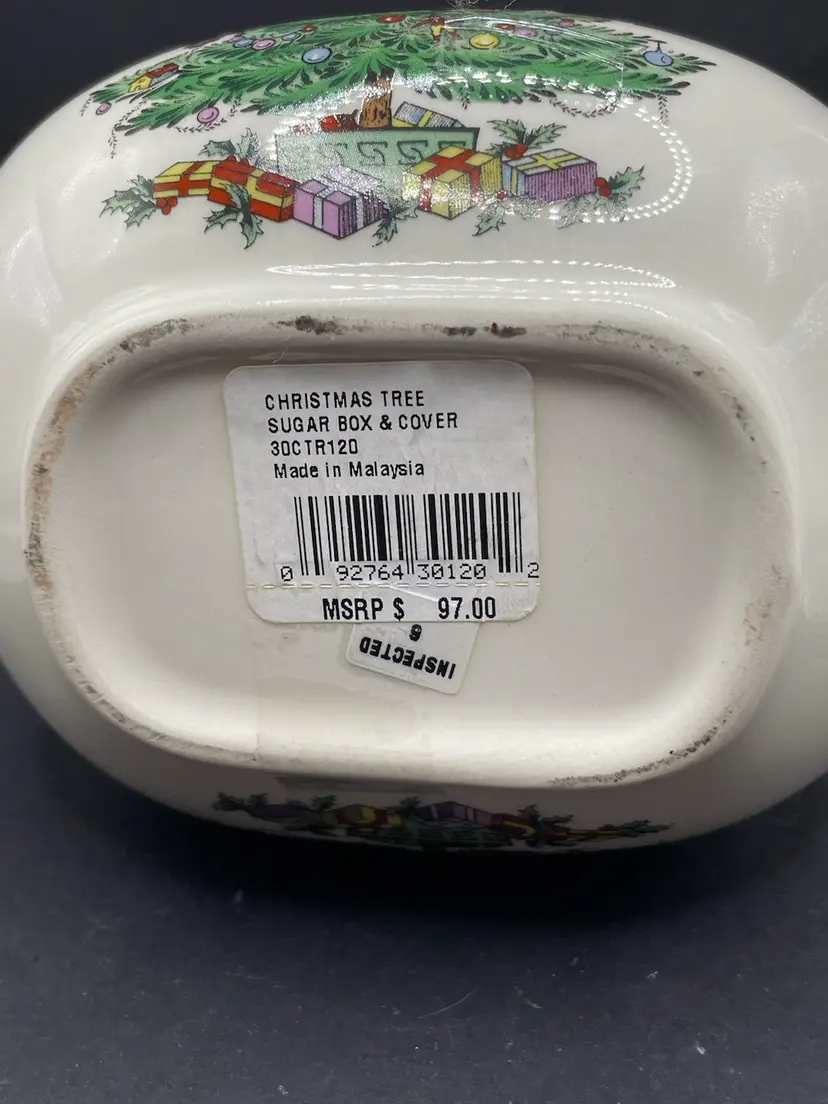 CHRISTMAS TREE
SUGAR BOX & COVER
30CTR120
Made in Malaysia
0 92764 30120 2
MSRP $ 97.00
INSPECTED
6